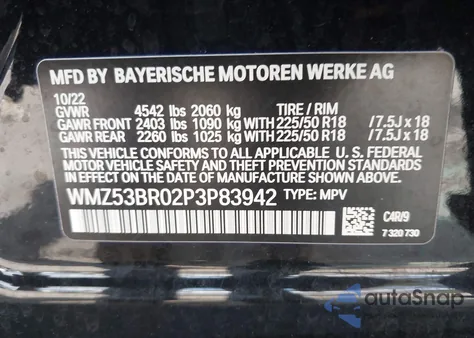 MFD BY BAYERISCHE MOTOREN WERKE AG
10/22
GVWR 4542 lbs 2060 kg TIRE / RIM
GAWR FRONT 2403 lbs 1090 kg WITH 225/50 R18 / 7.5J x 18
GAWR REAR 2260 lbs 1025 kg WITH 225/50 R18 / 7.5J x 18
THIS VEHICLE CONFORMS TO ALL APPLICABLE U. S. FEDERAL
MOTOR VEHICLE SAFETY AND THEFT PREVENTION STANDARDS
IN EFFECT ON THE DATE OF MANUFACTURE SHOWN ABOVE.
WMZ53BR02P3P83942 TYPE: MPV
C4R/9
7 320 730
autoSnap